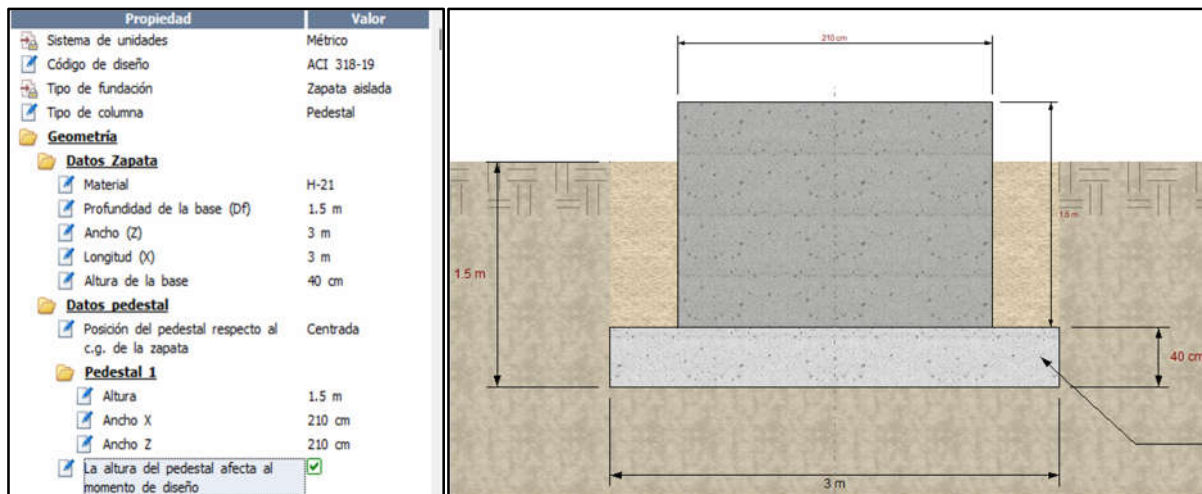 Propiedad Valor
Sistema de unidades Métrico
Código de diseño ACI 318-19
Tipo de fundación Zapata aislada
Tipo de columna Pedestal
Geometría
Datos Zapata
Material H-21
Profundidad de la base (Df) 1.5 m
Ancho (Z) 3 m
Longitud (X) 3 m
Altura de la base 40 cm
Datos pedestal
Posición del pedestal respecto al Centrada
c.g. de la zapata
Pedestal 1
Altura 1.5 m
Ancho X 210 cm
Ancho Z 210 cm
La altura del pedestal afecta al
momento de diseño
210 cm
1.5 m
1.5 m
40 cm
3 m